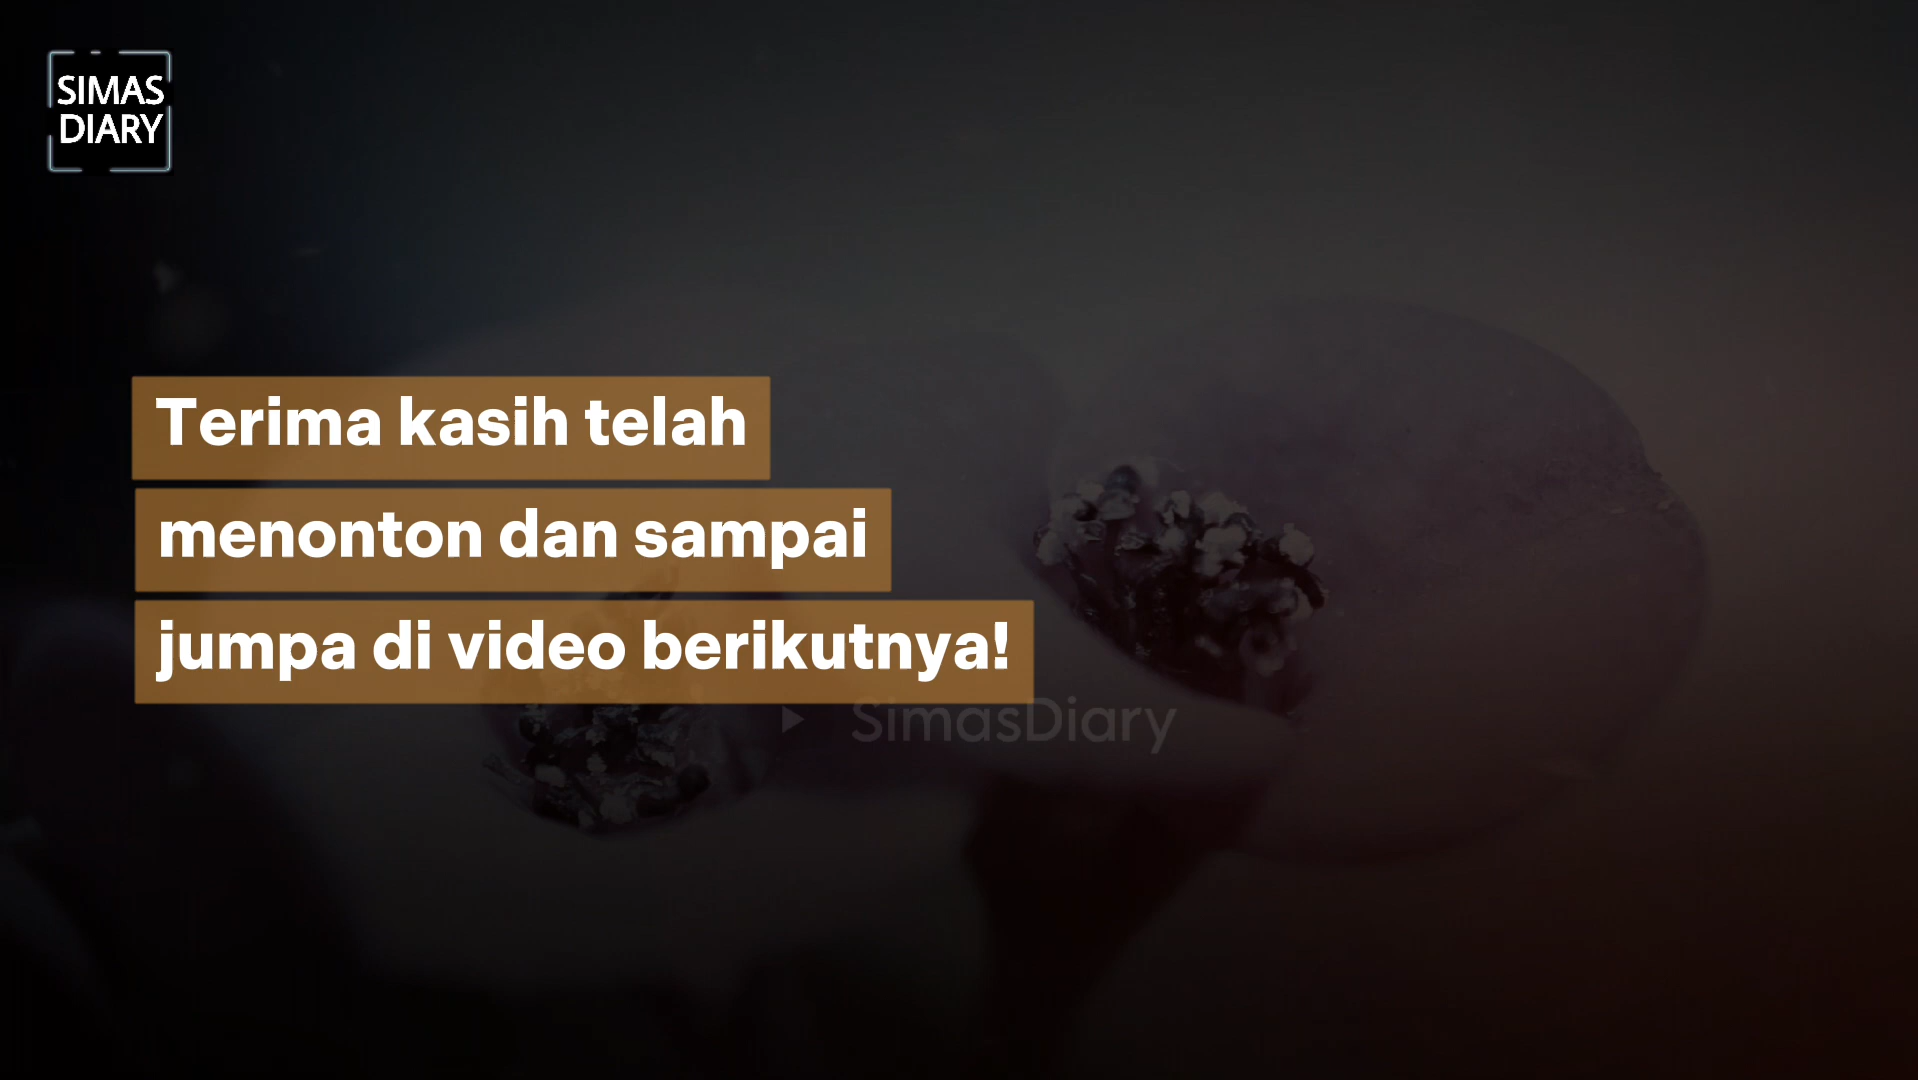 SIMAS
DIARY
Terima kasih telah
menonton dan sampai
jumpa di video berikutnya!
SimasDiary